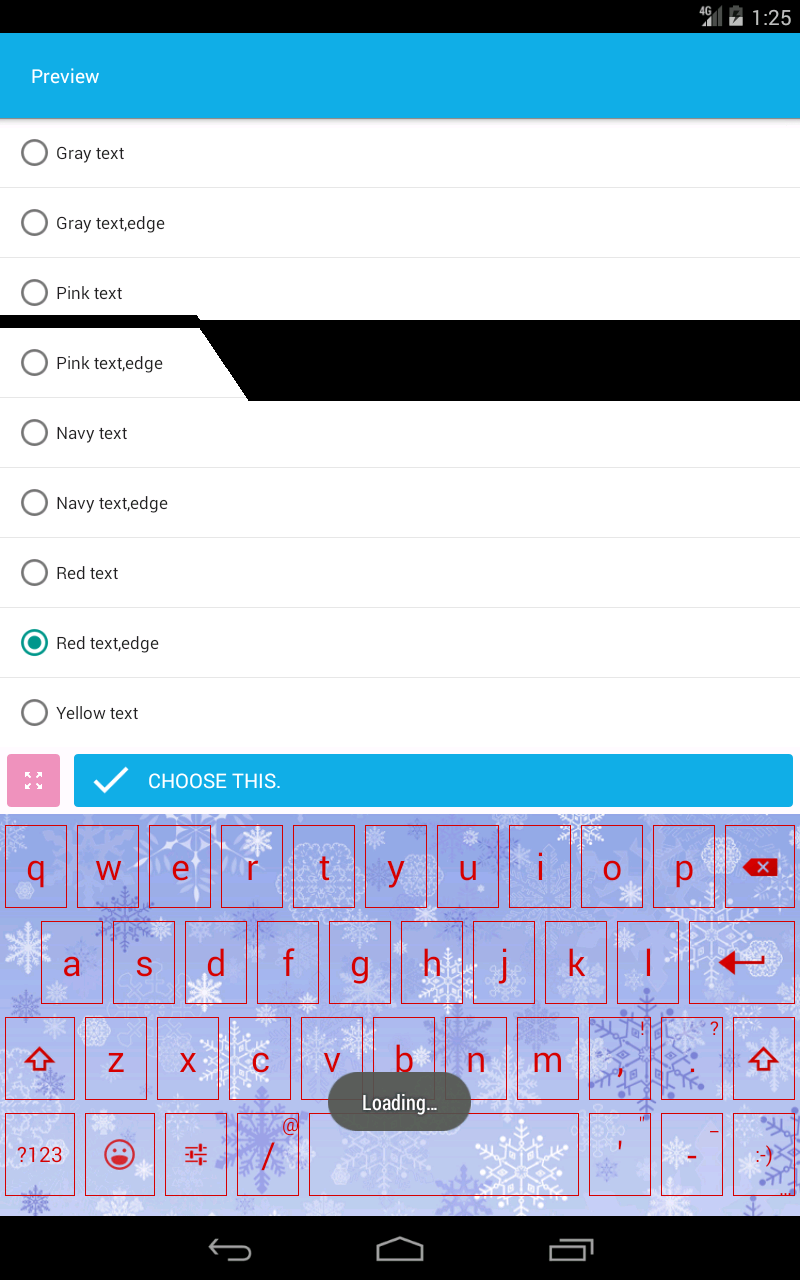 4G 1:25
Preview
Gray text
Gray text,edge
Pink text
Pink text,edge
Navy text
Navy text,edge
Red text
Red text,edge
Yellow text
CHOOSE THIS.
q w e r t y u i o p
a s d f g h j k l
z x c v b n m , ! . ?
Loading...
?123 / @ ' " - _ :-) ...